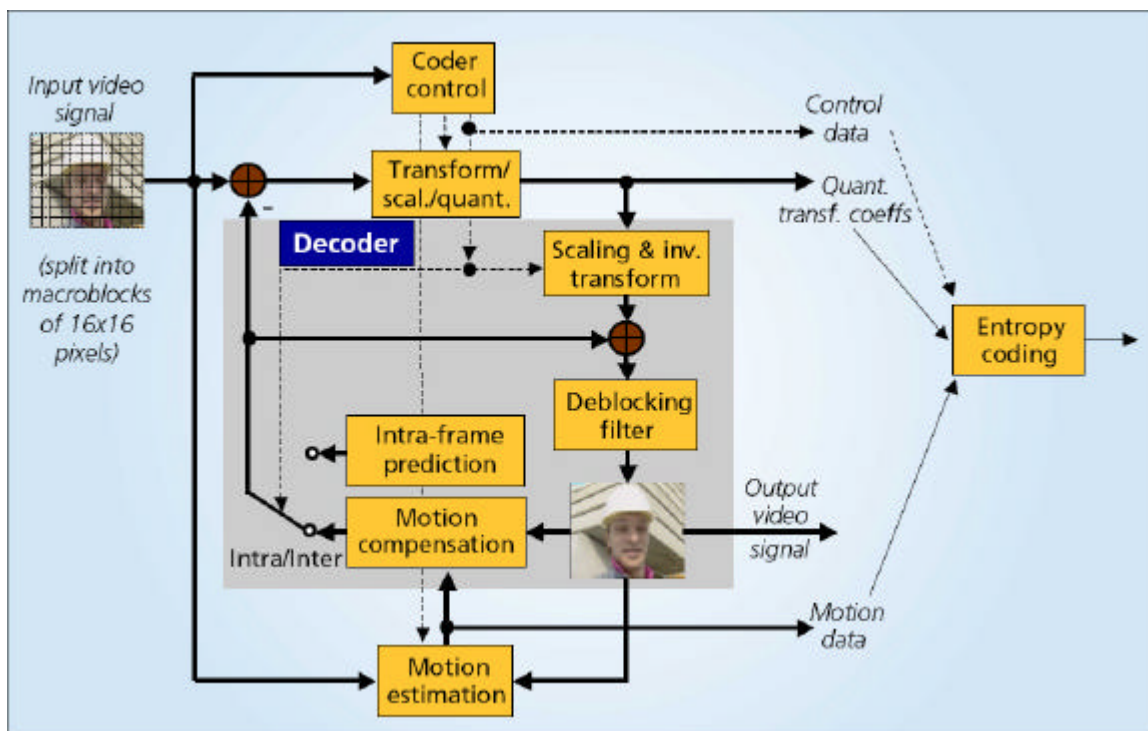 Coder
control
Input video
signal
Control
data
Transform/
scal./quant.
Quant.
transf. coeffs
-
Decoder
Scaling & inv.
transform
(split into
macroblocks
of 16x16
pixels)
Entropy
coding
Deblocking
filter
Intra-frame
prediction
Output
video
signal
Motion
compensation
Intra/Inter
Motion
data
Motion
estimation